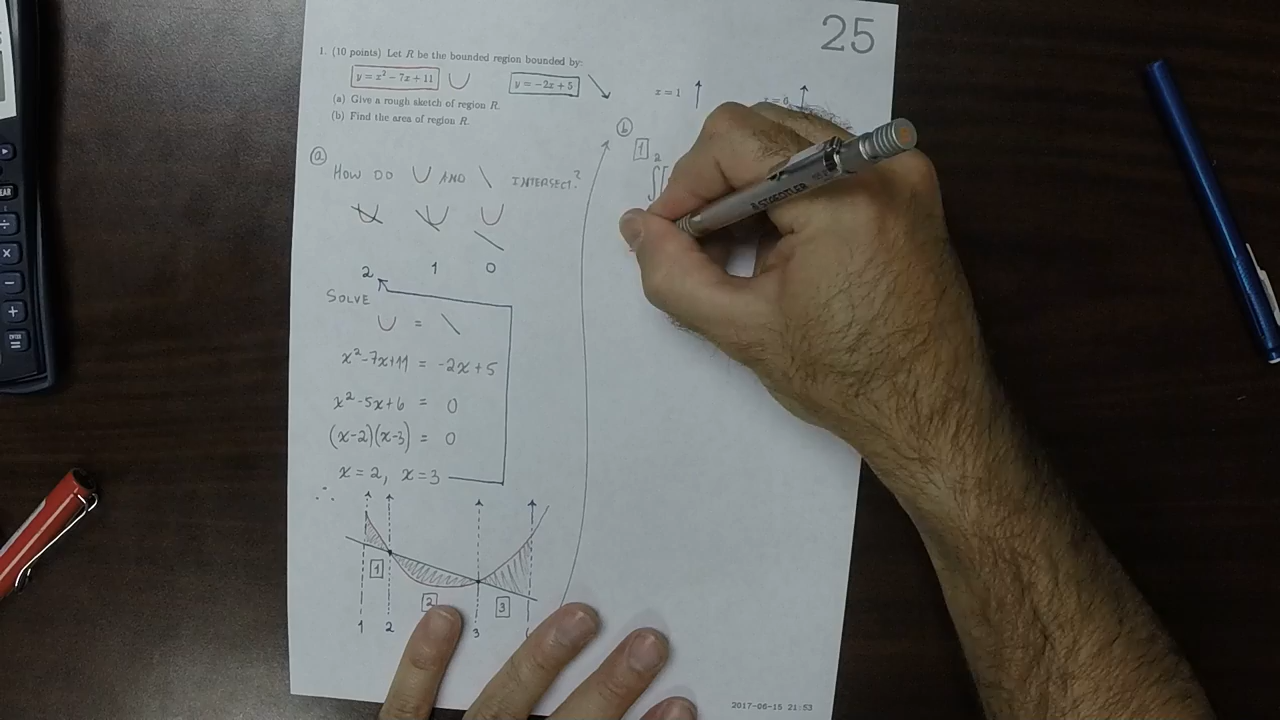 25
1. (10 points) Let R be the bounded region bounded by:
y = x² − 7x + 11
y = −2x + 5
x = 1
(a) Give a rough sketch of region R.
(b) Find the area of region R.
ⓐ
HOW DO ∪ AND \ INTERSECT?
2 1 0
SOLVE
∪ = \
x²-7x+11 = -2x+5
x²-5x+6 = 0
(x-2)(x-3) = 0
x=2, x=3
∴
1
2
3
1 2 3
ⓑ
1
2
∫[
STAEDTLER
2017-06-15 21:53